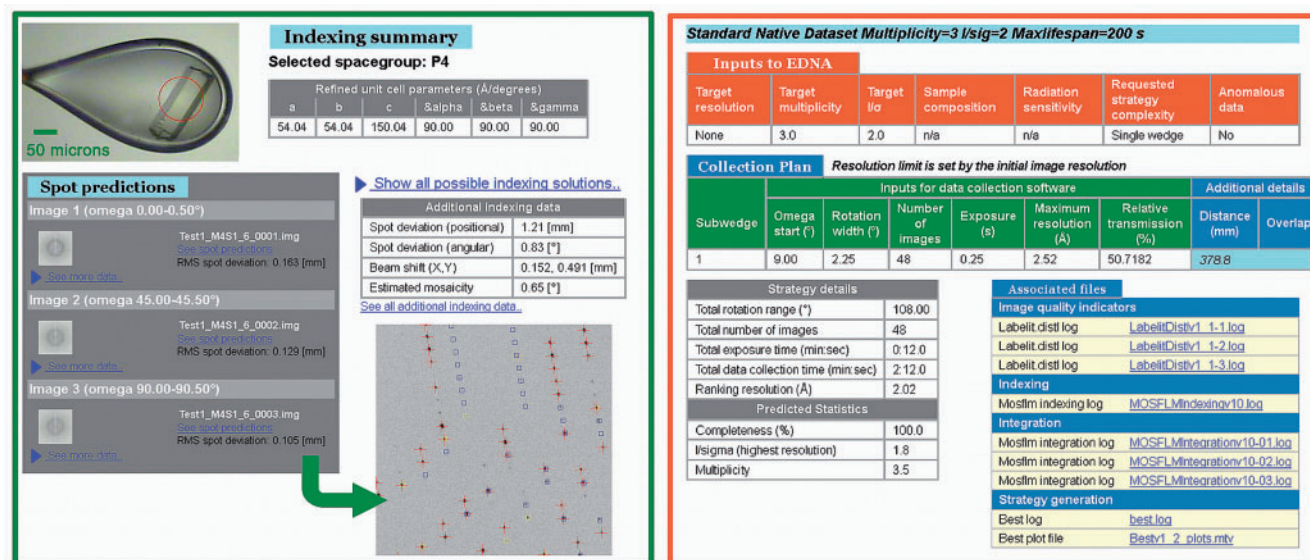 50 microns
Indexing summary
Selected spacegroup: P4
Refined unit cell parameters (Å/degrees)
a b c &alpha &beta &gamma
54.04 54.04 150.04 90.00 90.00 90.00
Spot predictions
Image 1 (omega 0.00-0.50°)
Test1_M4S1_6_0001.img
See spot predictions
RMS spot deviation: 0.163 [mm]
See more data..
Image 2 (omega 45.00-45.50°)
Test1_M4S1_6_0002.img
See spot predictions
RMS spot deviation: 0.129 [mm]
See more data..
Image 3 (omega 90.00-90.50°)
Test1_M4S1_6_0003.img
See spot predictions
RMS spot deviation: 0.105 [mm]
See more data..
Show all possible indexing solutions..
Additional indexing data
Spot deviation (positional) 1.21 [mm]
Spot deviation (angular) 0.83 [°]
Beam shift (X,Y) 0.152, 0.491 [mm]
Estimated mosaicity 0.65 [°]
See all additional indexing data..
Standard Native Dataset Multiplicity=3 I/sig=2 Maxlifespan=200 s
Inputs to EDNA
Target resolution Target multiplicity Target I/σ Sample composition Radiation sensitivity Requested strategy complexity Anomalous data
None 3.0 2.0 n/a n/a Single wedge No
Collection Plan Resolution limit is set by the initial image resolution
Inputs for data collection software Additional details
Subwedge Omega start (°) Rotation width (°) Number of images Exposure (s) Maximum resolution (Å) Relative transmission (%) Distance (mm) Overlap
1 9.00 2.25 48 0.25 2.52 50.7182 378.8
Strategy details
Total rotation range (°) 108.00
Total number of images 48
Total exposure time (min:sec) 0:12.0
Total data collection time (min:sec) 2:12.0
Ranking resolution (Å) 2.02
Predicted Statistics
Completeness (%) 100.0
I/sigma (highest resolution) 1.8
Multiplicity 3.5
Associated files
Image quality indicators
Labelit.distl log LabelitDistlv1_1-1.log
Labelit.distl log LabelitDistlv1_1-2.log
Labelit.distl log LabelitDistlv1_1-3.log
Indexing
Mosflm indexing log MOSFLMIndexingv10.log
Integration
Mosflm integration log MOSFLMIntegrationv10-01.log
Mosflm integration log MOSFLMIntegrationv10-02.log
Mosflm integration log MOSFLMIntegrationv10-03.log
Strategy generation
Best log best.log
Best plot file Bestv1_2_plots.mtv